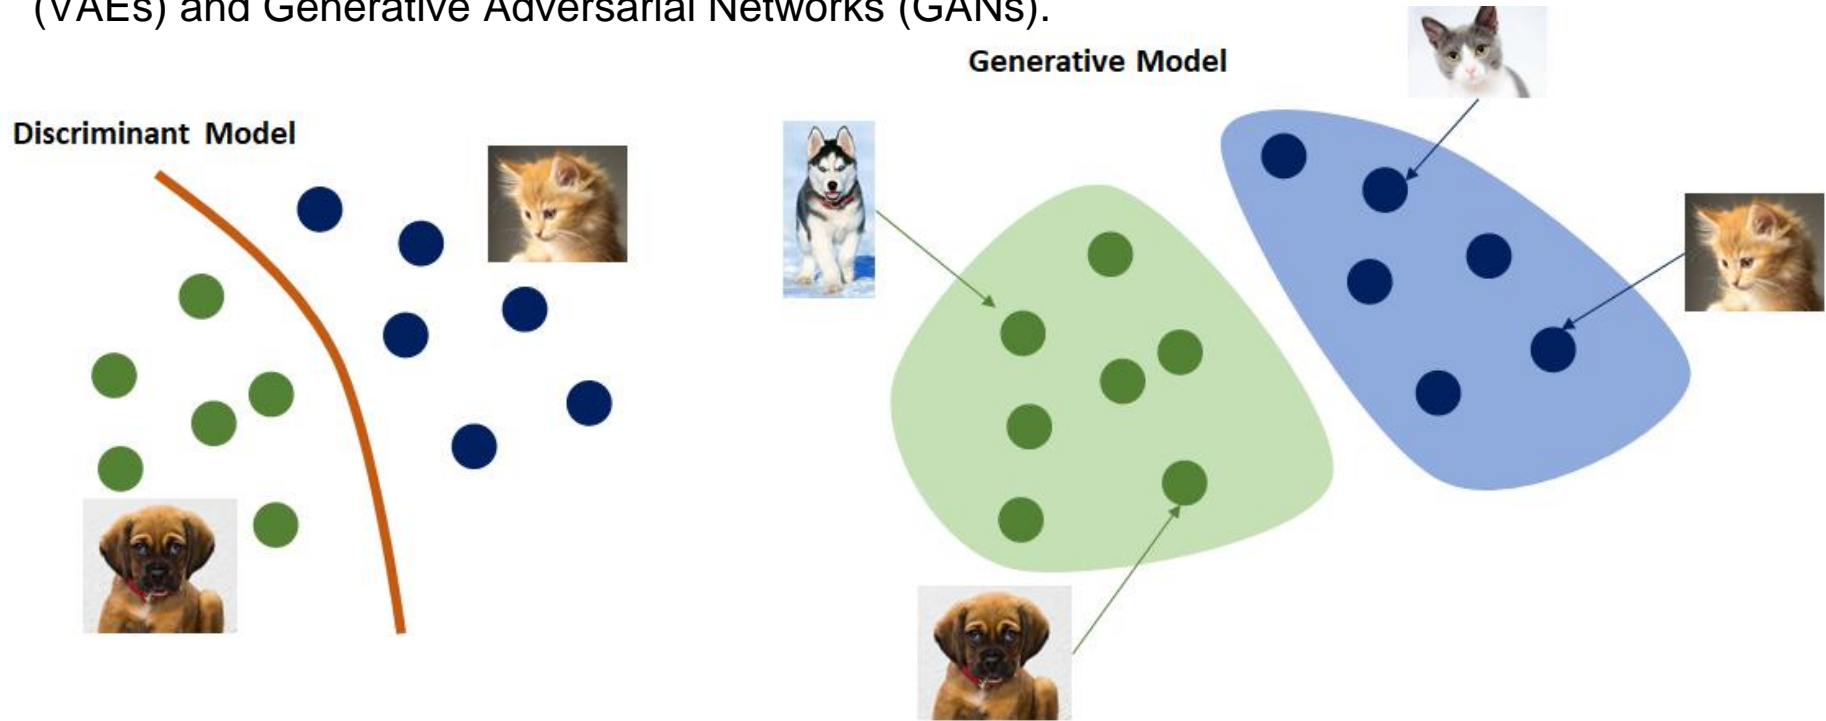 (VAEs) and Generative Adversarial Networks (GANs).
Generative Model
Discriminant Model